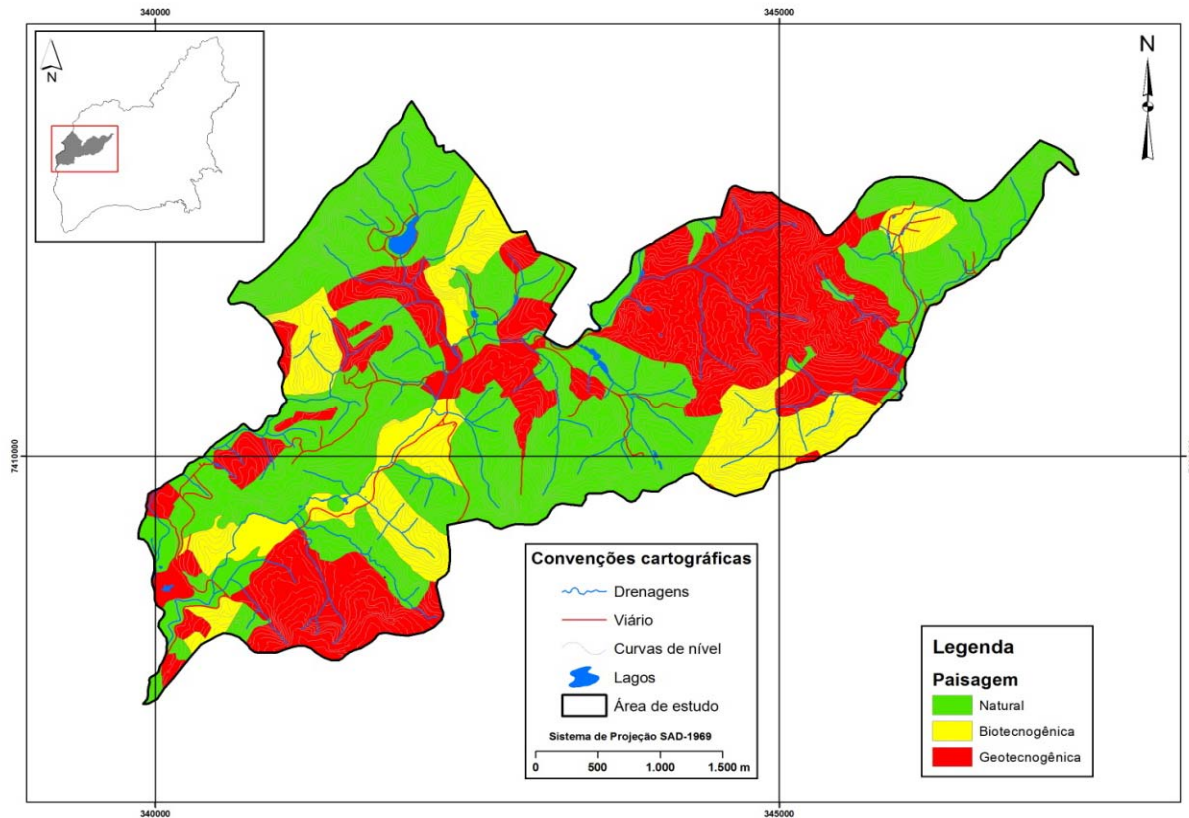 340000
345000
N
N
7410000
Convenções cartográficas
Drenagens
Viário
Curvas de nível
Lagos
Área de estudo
Sistema de Projeção SAD-1969
0 500 1.000 1.500 m
Legenda
Paisagem
Natural
Biotecnogênica
Geotecnogênica
340000
345000